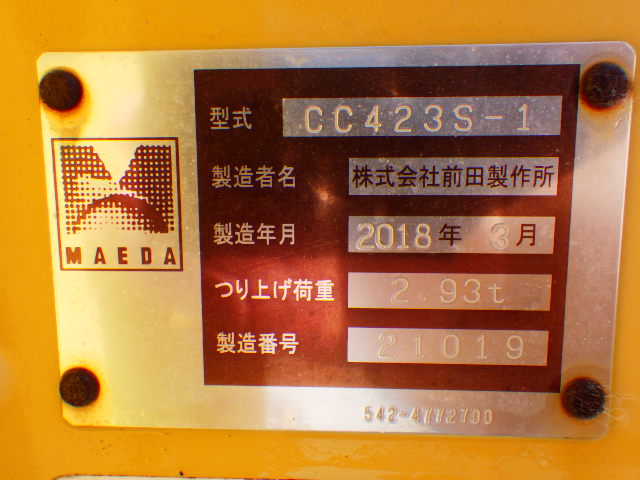 MAEDA
型式 CC423S-1
製造者名 株式会社前田製作所
製造年月 2018年 3月
つり上げ荷重 2.93t
製造番号 21019
542-4772700